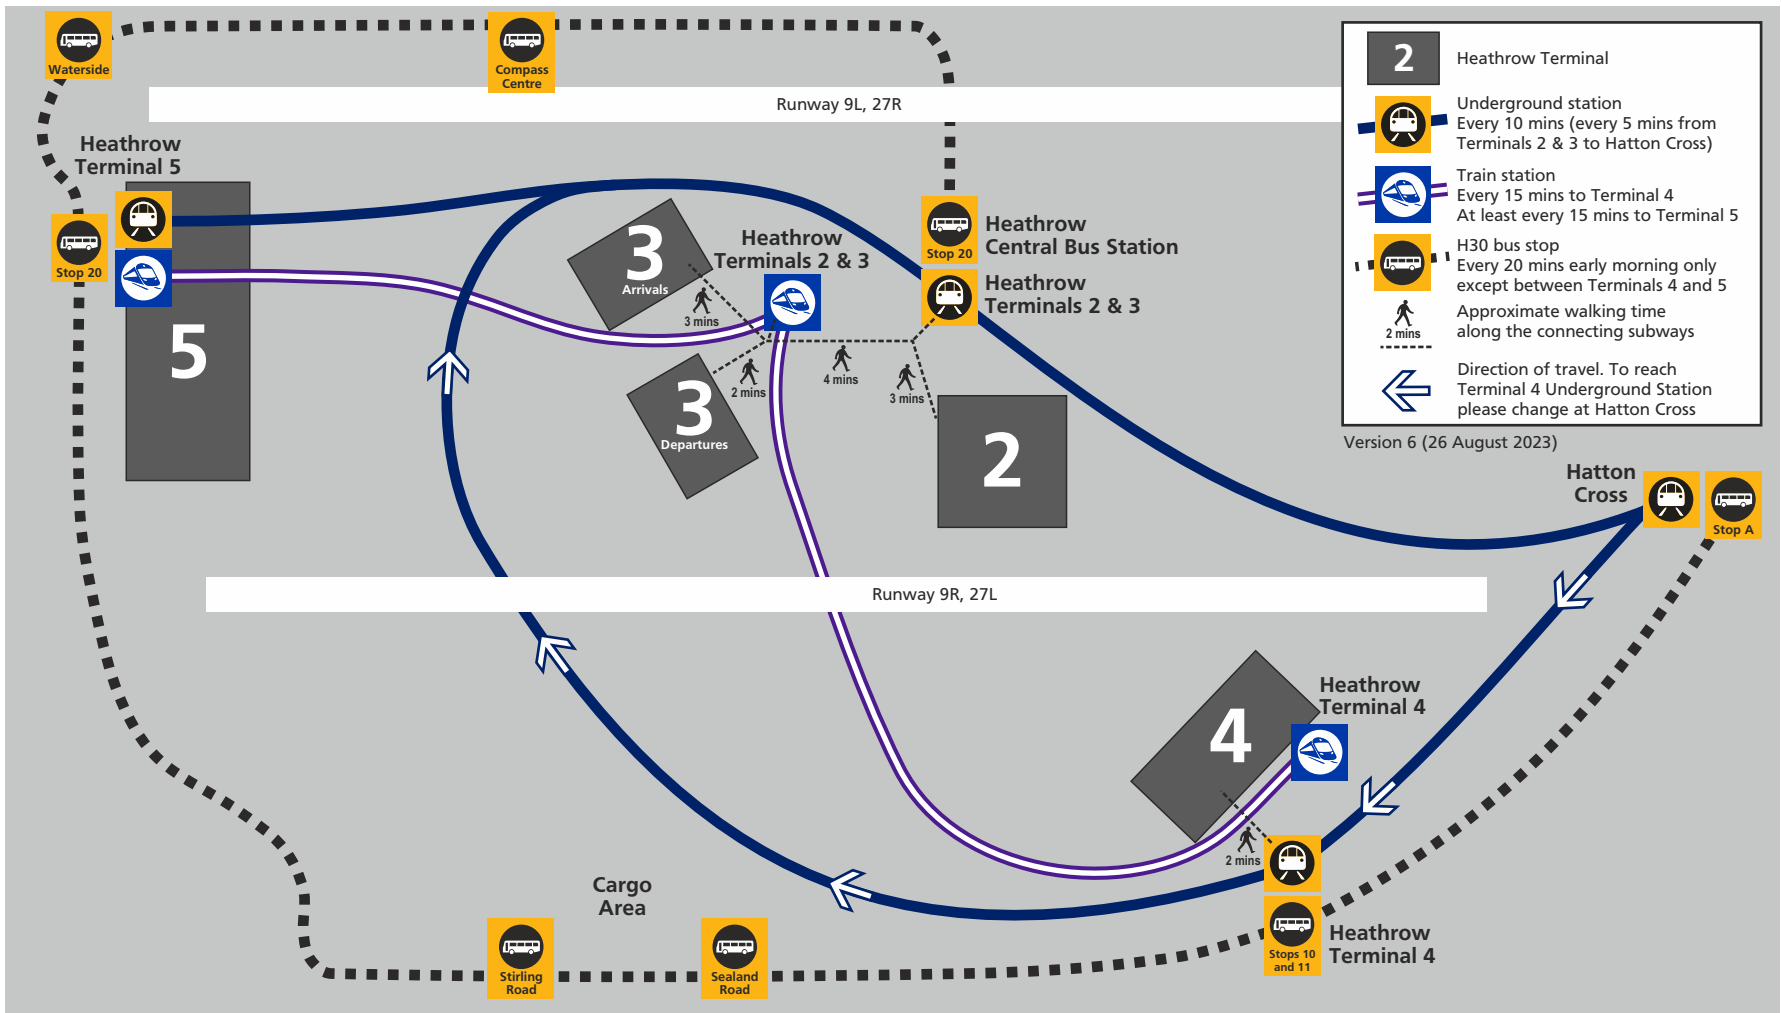 Waterside
Compass
Centre
Runway 9L, 27R
Heathrow
Terminal 5
Stop 20
5
3
Arrivals
3 mins
Heathrow
Terminals 2 & 3
Stop 20
Heathrow
Central Bus Station
Heathrow
Terminals 2 & 3
3
Departures
2 mins
4 mins
3 mins
2
2
Heathrow Terminal
Underground station
Every 10 mins (every 5 mins from
Terminals 2 & 3 to Hatton Cross)
Train station
Every 15 mins to Terminal 4
At least every 15 mins to Terminal 5
H30 bus stop
Every 20 mins early morning only
except between Terminals 4 and 5
2 mins
Approximate walking time
along the connecting subways
Direction of travel. To reach
Terminal 4 Underground Station
please change at Hatton Cross
Version 6 (26 August 2023)
Hatton
Cross
Stop A
Runway 9R, 27L
Heathrow
Terminal 4
4
2 mins
Stops 10
and 11
Heathrow
Terminal 4
Cargo
Area
Stirling
Road
Sealand
Road